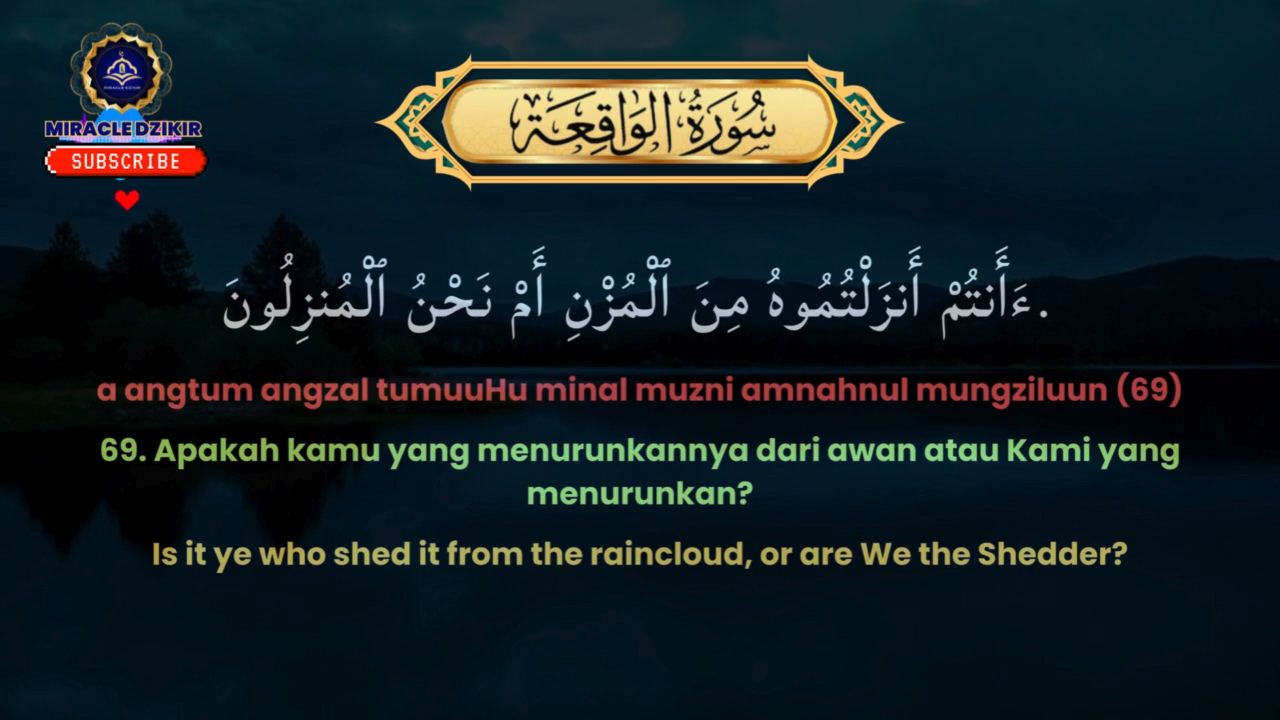 MIRACLE DZIKIR
SUBSCRIBE
سُورَةُ الوَاقِعَة
ءَأَنتُمْ أَنزَلْتُمُوهُ مِنَ ٱلْمُزْنِ أَمْ نَحْنُ ٱلْمُنزِلُونَ.
a angtum angzal tumuuHu minal muzni amnahnul mungziluun (69)
69. Apakah kamu yang menurunkannya dari awan atau Kami yang
menurunkan?
Is it ye who shed it from the raincloud, or are We the Shedder?